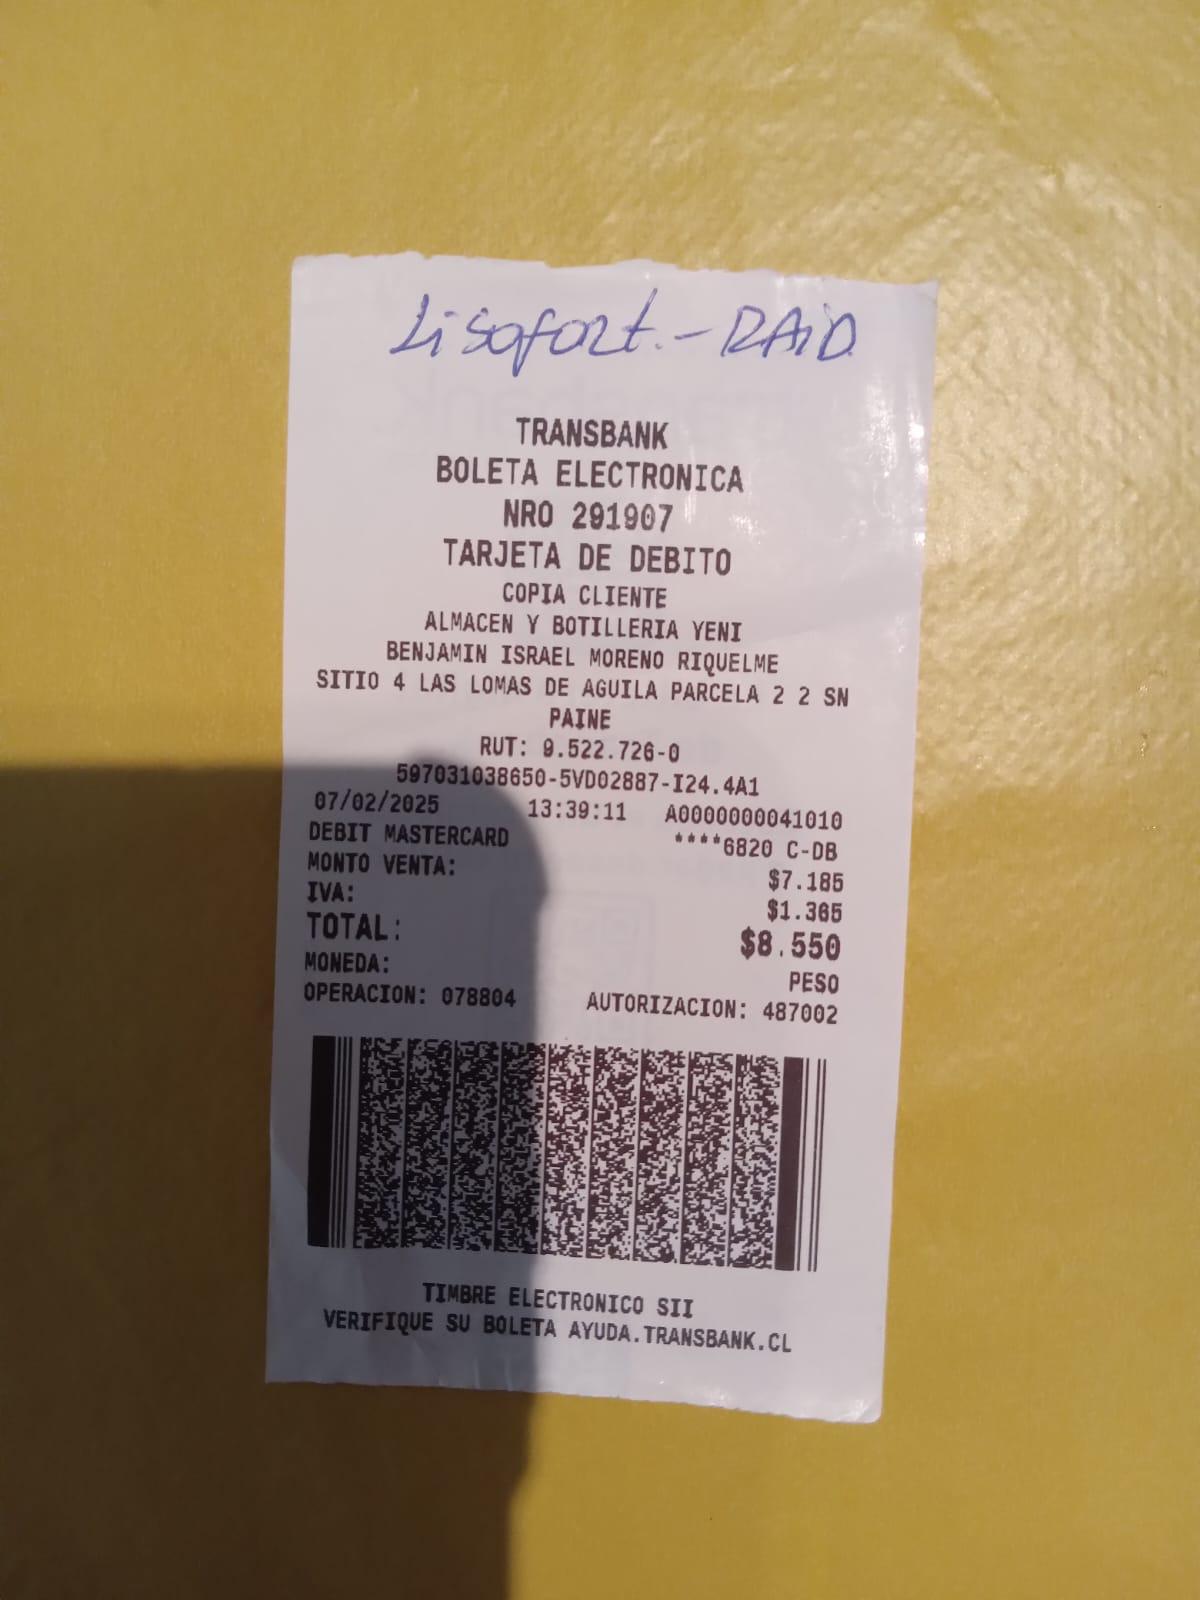 Lisofort. - RAID
TRANSBANK
BOLETA ELECTRONICA
NRO 291907
TARJETA DE DEBITO
COPIA CLIENTE
ALMACEN Y BOTILLERIA YENI
BENJAMIN ISRAEL MORENO RIQUELME
SITIO 4 LAS LOMAS DE AGUILA PARCELA 2 2 SN
PAINE
RUT: 9.522.726-0
597031038650-5VD02887-I24.4A1
07/02/2025 13:39:11 A0000000041010
DEBIT MASTERCARD ****6820 C-DB
MONTO VENTA: $7.185
IVA: $1.365
TOTAL: $8.550
MONEDA: PESO
OPERACION: 078804 AUTORIZACION: 487002
TIMBRE ELECTRONICO SII
VERIFIQUE SU BOLETA AYUDA.TRANSBANK.CL